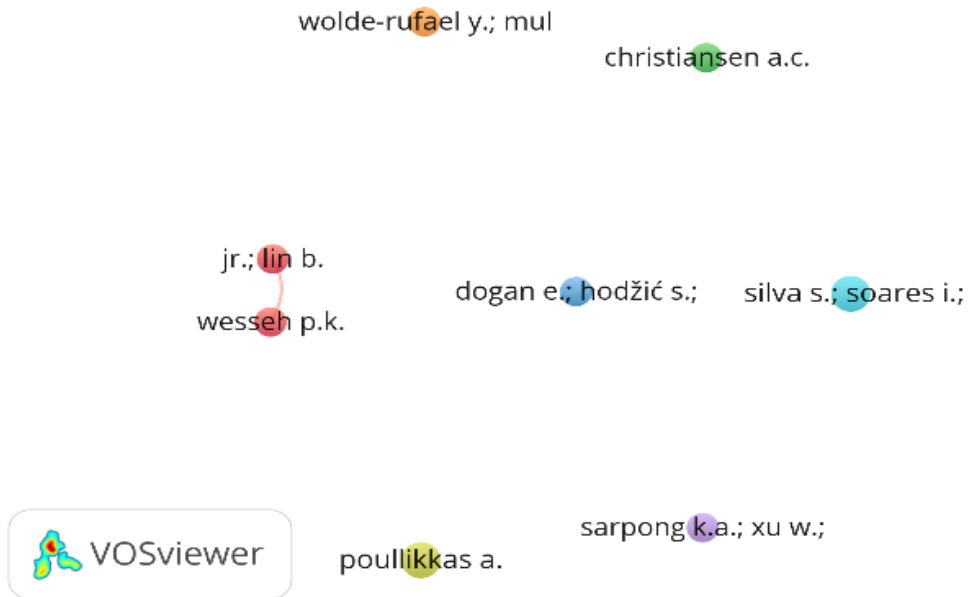 wolde-rufael y.; mul
christiansen a.c.
jr.; lin b.
wesseh p.k.
dogan e.; hodžić s.;
silva s.; soares i.;
sarpong k.a.; xu w.;
poullikkas a.
VOSviewer